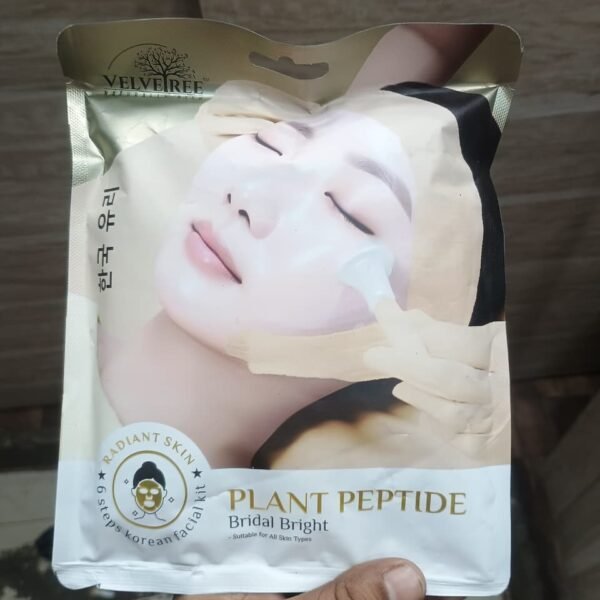 VELVETREE
한국 유리
RADIANT SKIN
6 steps korean facial kit
PLANT PEPTIDE
Bridal Bright
- Suitable for All Skin Types